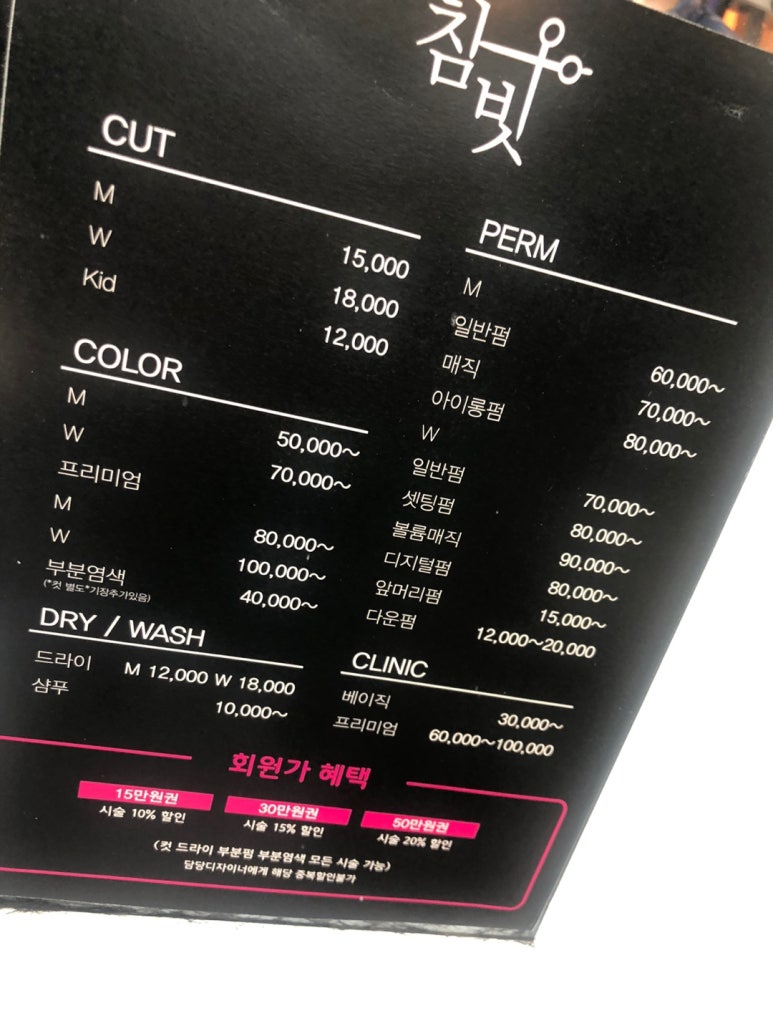 참빗
CUT
M 15,000
W 18,000
Kid 12,000
COLOR
M 50,000~
W 70,000~
프리미엄
M 80,000~
W 100,000~
부분염색 40,000~
(*컷 별도*기장추가있음)
DRY / WASH
드라이 M 12,000 W 18,000
샴푸 10,000~
PERM
M
일반펌 60,000~
매직 70,000~
아이롱펌 80,000~
W
일반펌 70,000~
셋팅펌 80,000~
볼륨매직 90,000~
디지털펌 80,000~
앞머리펌 15,000~
다운펌 12,000~20,000
CLINIC
베이직 30,000~
프리미엄 60,000~100,000
회원가 혜택
15만원권
시술 10% 할인
30만원권
시술 15% 할인
50만원권
시술 20% 할인
(컷 드라이 부분펌 부분염색 모든 시술 가능)
담당디자이너에게 해당 중복할인불가